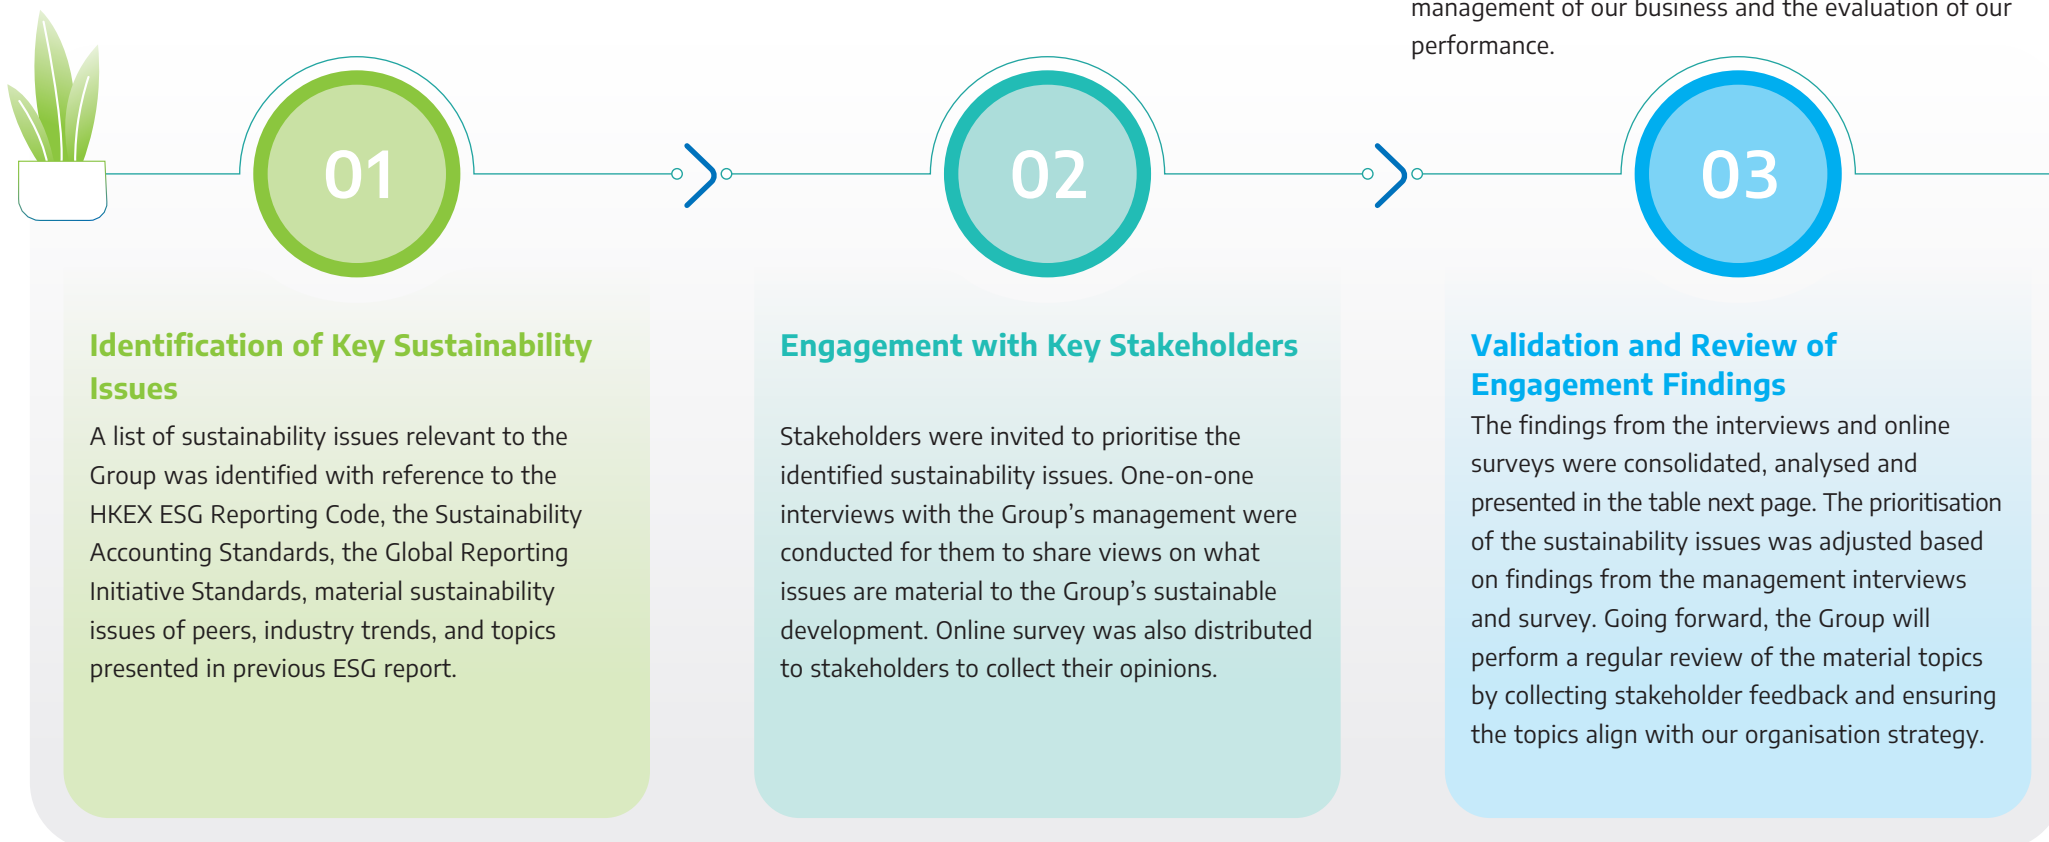 management of our business and the evaluation of our
performance.
01
02
03
Identification of Key Sustainability
Issues
A list of sustainability issues relevant to the
Group was identified with reference to the
HKEX ESG Reporting Code, the Sustainability
Accounting Standards, the Global Reporting
Initiative Standards, material sustainability
issues of peers, industry trends, and topics
presented in previous ESG report.
Engagement with Key Stakeholders
Stakeholders were invited to prioritise the
identified sustainability issues. One-on-one
interviews with the Group’s management were
conducted for them to share views on what
issues are material to the Group’s sustainable
development. Online survey was also distributed
to stakeholders to collect their opinions.
Validation and Review of
Engagement Findings
The findings from the interviews and online
surveys were consolidated, analysed and
presented in the table next page. The prioritisation
of the sustainability issues was adjusted based
on findings from the management interviews
and survey. Going forward, the Group will
perform a regular review of the material topics
by collecting stakeholder feedback and ensuring
the topics align with our organisation strategy.